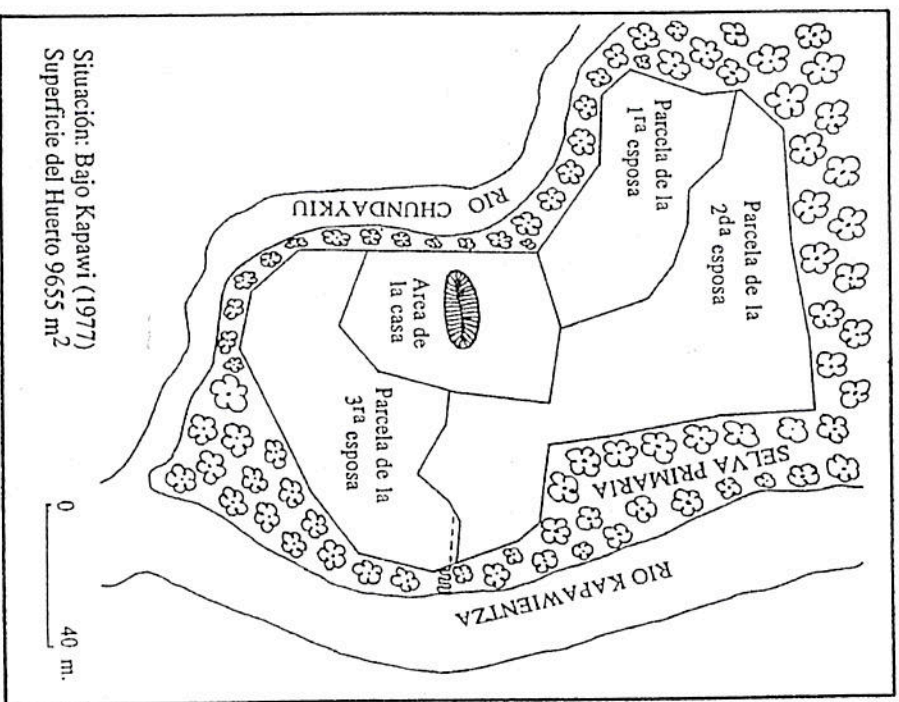 Parcela de la
1ra esposa
Parcela de la
2da esposa
RIO
CHUNDAYKIU
Area de
la casa
Parcela de la
3ra esposa
SELVA PRIMARIA
RIO KAPAWIENTZA
Situación: Bajo Kapawi (1977)
Superficie del Huerto 9655 m²
0
40 m.